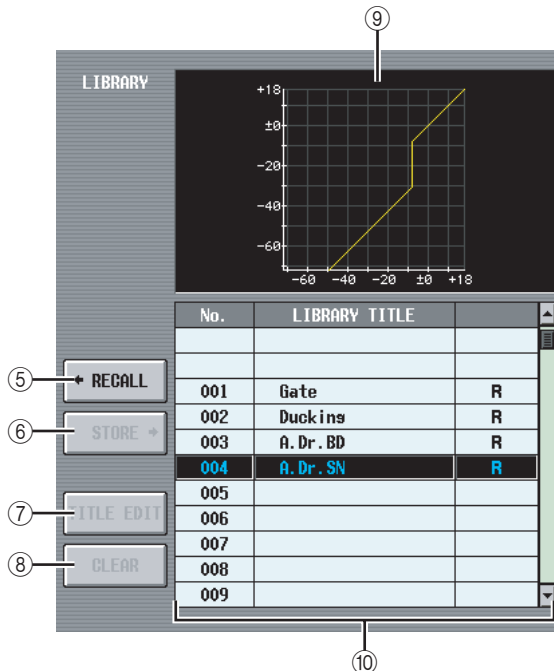 ⑨
LIBRARY
+18
±0
-20
-40
-60
-60 -40 -20 ±0 +18
No. LIBRARY TITLE
⑤ RECALL
001 Gate R
⑥ STORE
002 Ducking R
003 A.Dr.BD R
004 A.Dr.SN R
005
⑦ TITLE EDIT
006
007
⑧ CLEAR
008
009
⑩